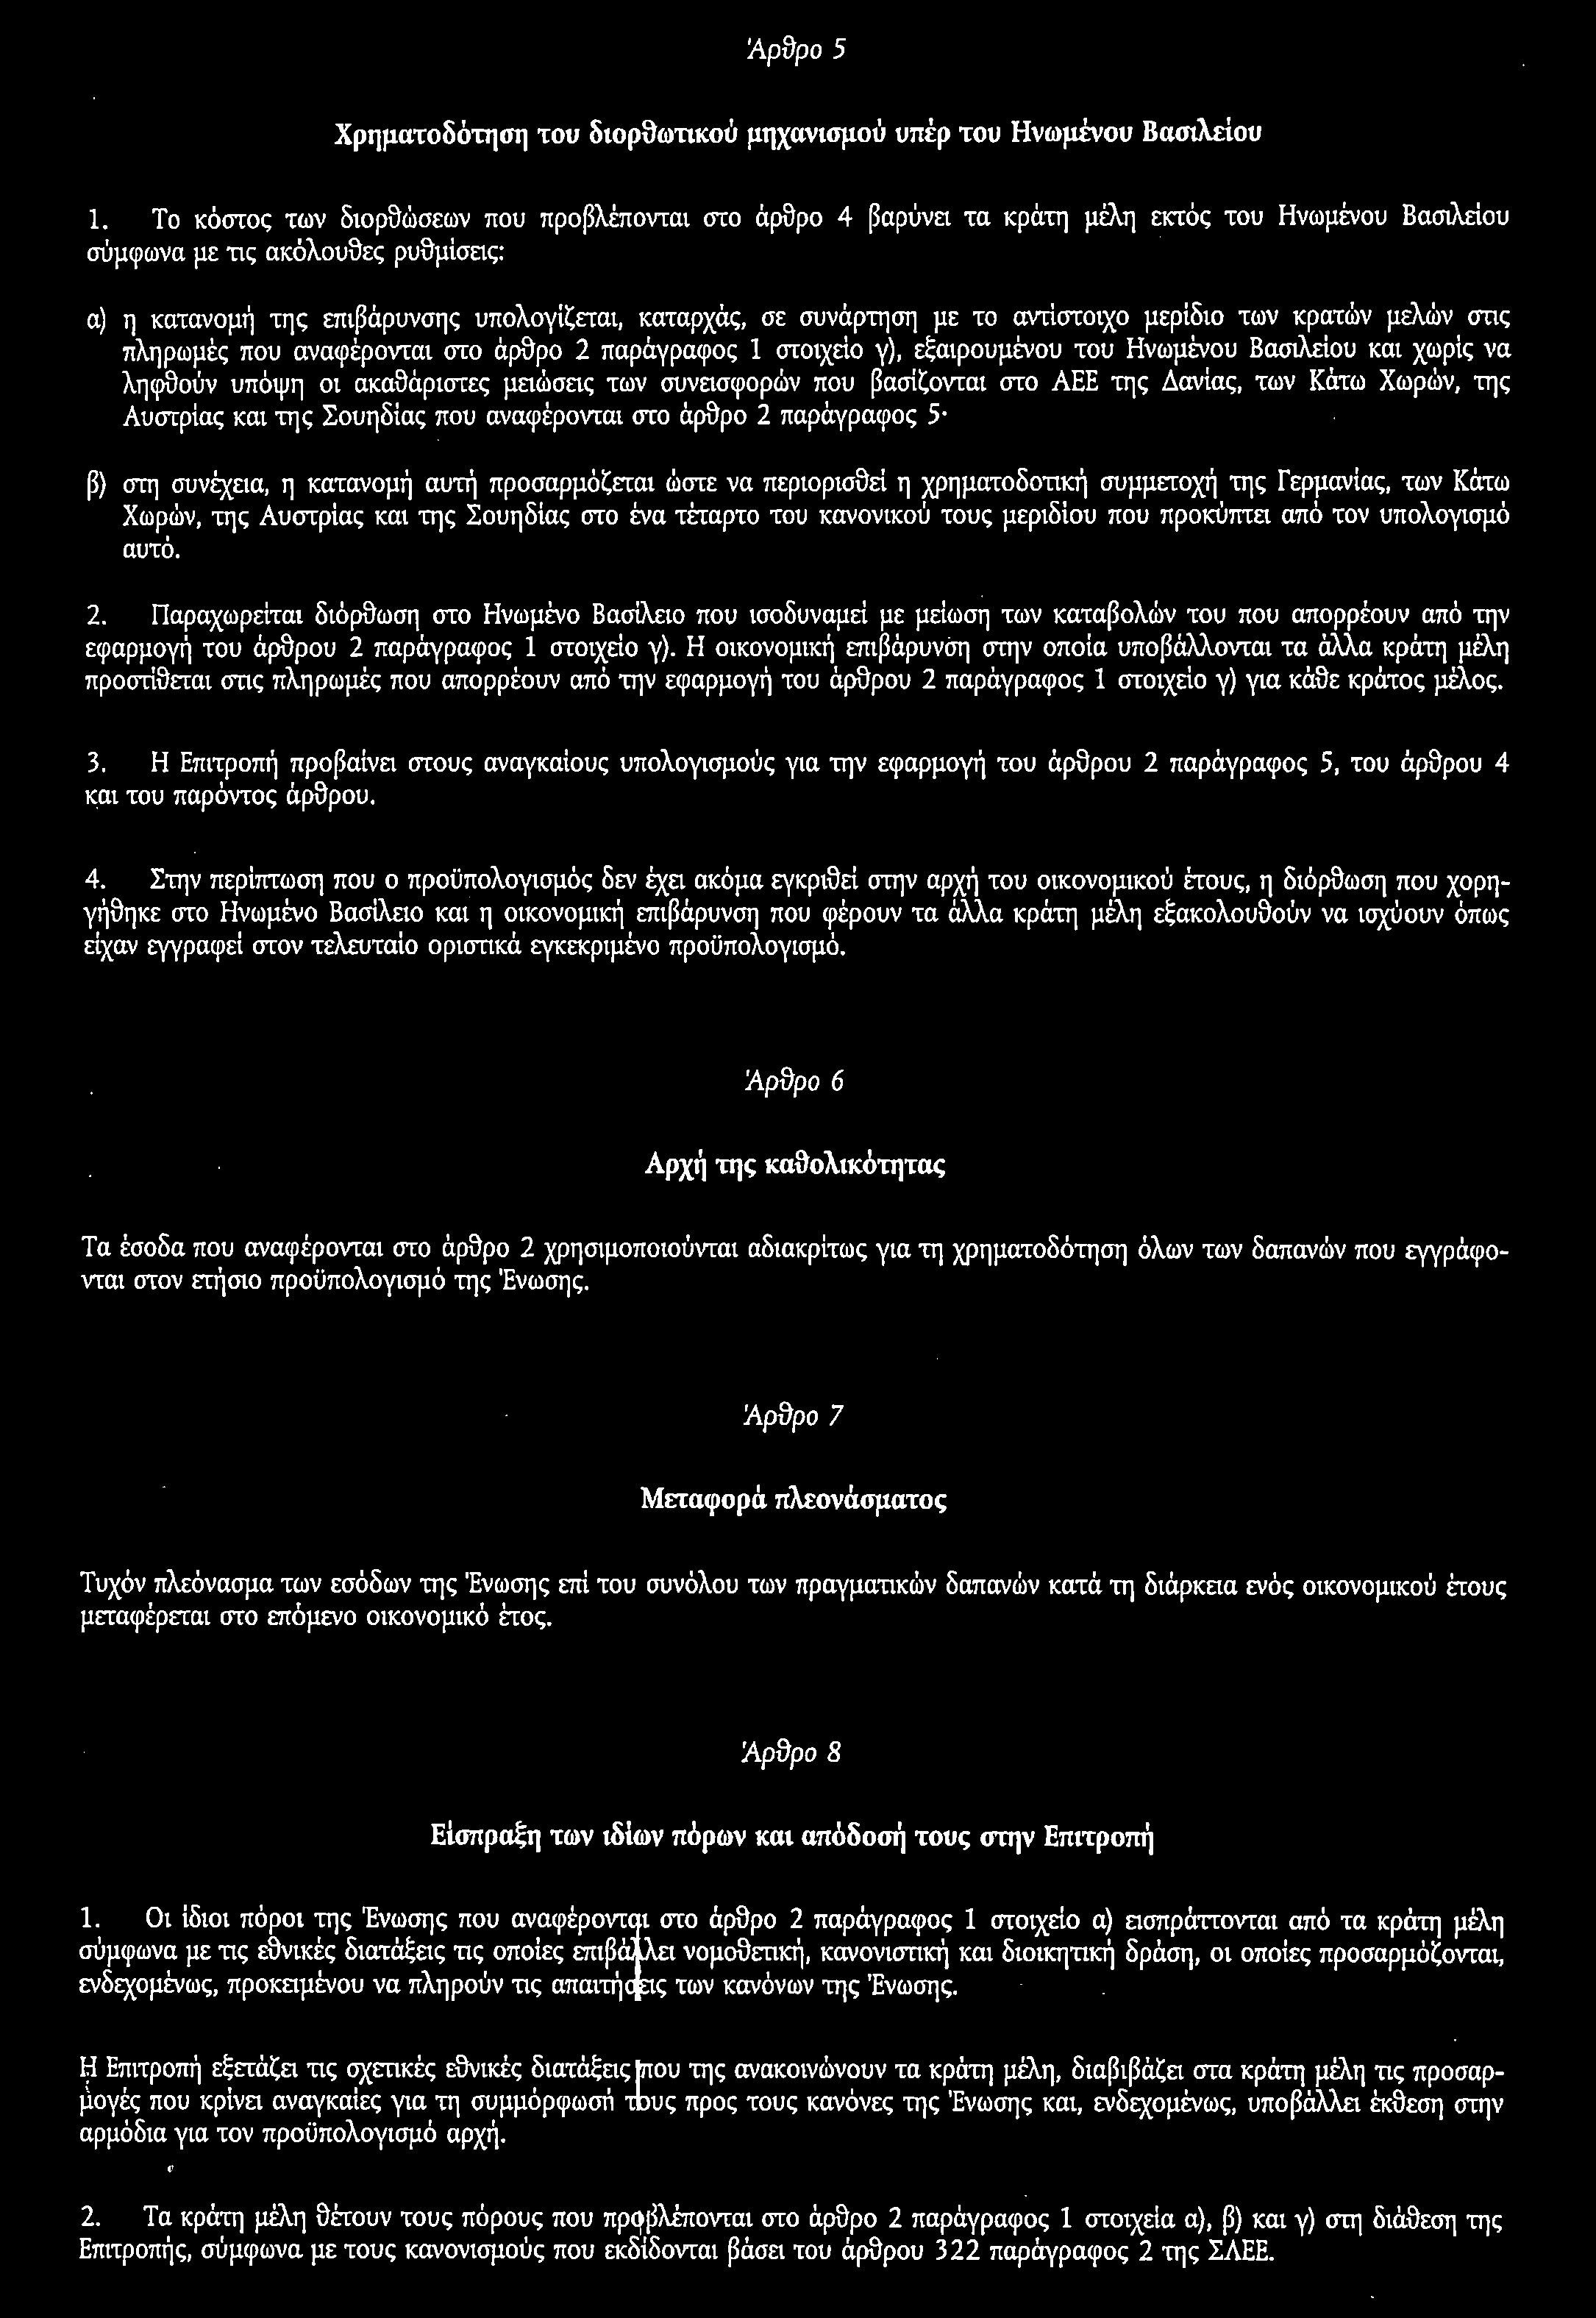 Άρθρο 5
Χρηματοδότηση του διορθωτικού μηχανισμού υπέρ του Ηνωμένου Βασιλείου
1. Το κόστος των διορθώσεων που προβλέπονται στο άρθρο 4 βαρύνει τα κράτη μέλη εκτός του Ηνωμένου Βασιλείου
σύμφωνα με τις ακόλουθες ρυθμίσεις:
α) η κατανομή της επιβάρυνσης υπολογίζεται, καταρχάς, σε συνάρτηση με το αντίστοιχο μερίδιο των κρατών μελών στις
πληρωμές που αναφέρονται στο άρθρο 2 παράγραφος 1 στοιχείο γ), εξαιρουμένου του Ηνωμένου Βασιλείου και χωρίς να
ληφθούν υπόψη οι ακαθάριστες μειώσεις των συνεισφορών που βασίζονται στο ΑΕΕ της Δανίας, των Κάτω Χωρών, της
Αυστρίας και της Σουηδίας που αναφέρονται στο άρθρο 2 παράγραφος 5·
β) στη συνέχεια, η κατανομή αυτή προσαρμόζεται ώστε να περιορισθεί η χρηματοδοτική συμμετοχή της Γερμανίας, των Κάτω
Χωρών, της Αυστρίας και της Σουηδίας στο ένα τέταρτο του κανονικού τους μεριδίου που προκύπτει από τον υπολογισμό
αυτό.
2. Παραχωρείται διόρθωση στο Ηνωμένο Βασίλειο που ισοδυναμεί με μείωση των καταβολών του που απορρέουν από την
εφαρμογή του άρθρου 2 παράγραφος 1 στοιχείο γ). Η οικονομική επιβάρυνση στην οποία υποβάλλονται τα άλλα κράτη μέλη
προστίθεται στις πληρωμές που απορρέουν από την εφαρμογή του άρθρου 2 παράγραφος 1 στοιχείο γ) για κάθε κράτος μέλος.
3. Η Επιτροπή προβαίνει στους αναγκαίους υπολογισμούς για την εφαρμογή του άρθρου 2 παράγραφος 5, του άρθρου 4
και του παρόντος άρθρου.
4. Στην περίπτωση που ο προϋπολογισμός δεν έχει ακόμα εγκριθεί στην αρχή του οικονομικού έτους, η διόρθωση που χορη-
γήθηκε στο Ηνωμένο Βασίλειο και η οικονομική επιβάρυνση που φέρουν τα άλλα κράτη μέλη εξακολουθούν να ισχύουν όπως
είχαν εγγραφεί στον τελευταίο οριστικά εγκεκριμένο προϋπολογισμό.
Άρθρο 6
Αρχή της καθολικότητας
Τα έσοδα που αναφέρονται στο άρθρο 2 χρησιμοποιούνται αδιακρίτως για τη χρηματοδότηση όλων των δαπανών που εγγράφο-
νται στον ετήσιο προϋπολογισμό της Ένωσης.
Άρθρο 7
Μεταφορά πλεονάσματος
Τυχόν πλεόνασμα των εσόδων της Ένωσης επί του συνόλου των πραγματικών δαπανών κατά τη διάρκεια ενός οικονομικού έτους
μεταφέρεται στο επόμενο οικονομικό έτος.
Άρθρο 8
Είσπραξη των ιδίων πόρων και απόδοσή τους στην Επιτροπή
1. Οι ίδιοι πόροι της Ένωσης που αναφέρονται στο άρθρο 2 παράγραφος 1 στοιχείο α) εισπράττονται από τα κράτη μέλη
σύμφωνα με τις εθνικές διατάξεις τις οποίες επιβάλλει νομοθετική, κανονιστική και διοικητική δράση, οι οποίες προσαρμόζονται,
ενδεχομένως, προκειμένου να πληρούν τις απαιτήσεις των κανόνων της Ένωσης.
Η Επιτροπή εξετάζει τις σχετικές εθνικές διατάξεις που της ανακοινώνουν τα κράτη μέλη, διαβιβάζει στα κράτη μέλη τις προσαρ-
μογές που κρίνει αναγκαίες για τη συμμόρφωσή τους προς τους κανόνες της Ένωσης και, ενδεχομένως, υποβάλλει έκθεση στην
αρμόδια για τον προϋπολογισμό αρχή.
2. Τα κράτη μέλη θέτουν τους πόρους που προβλέπονται στο άρθρο 2 παράγραφος 1 στοιχεία α), β) και γ) στη διάθεση της
Επιτροπής, σύμφωνα με τους κανονισμούς που εκδίδονται βάσει του άρθρου 322 παράγραφος 2 της ΣΛΕΕ.